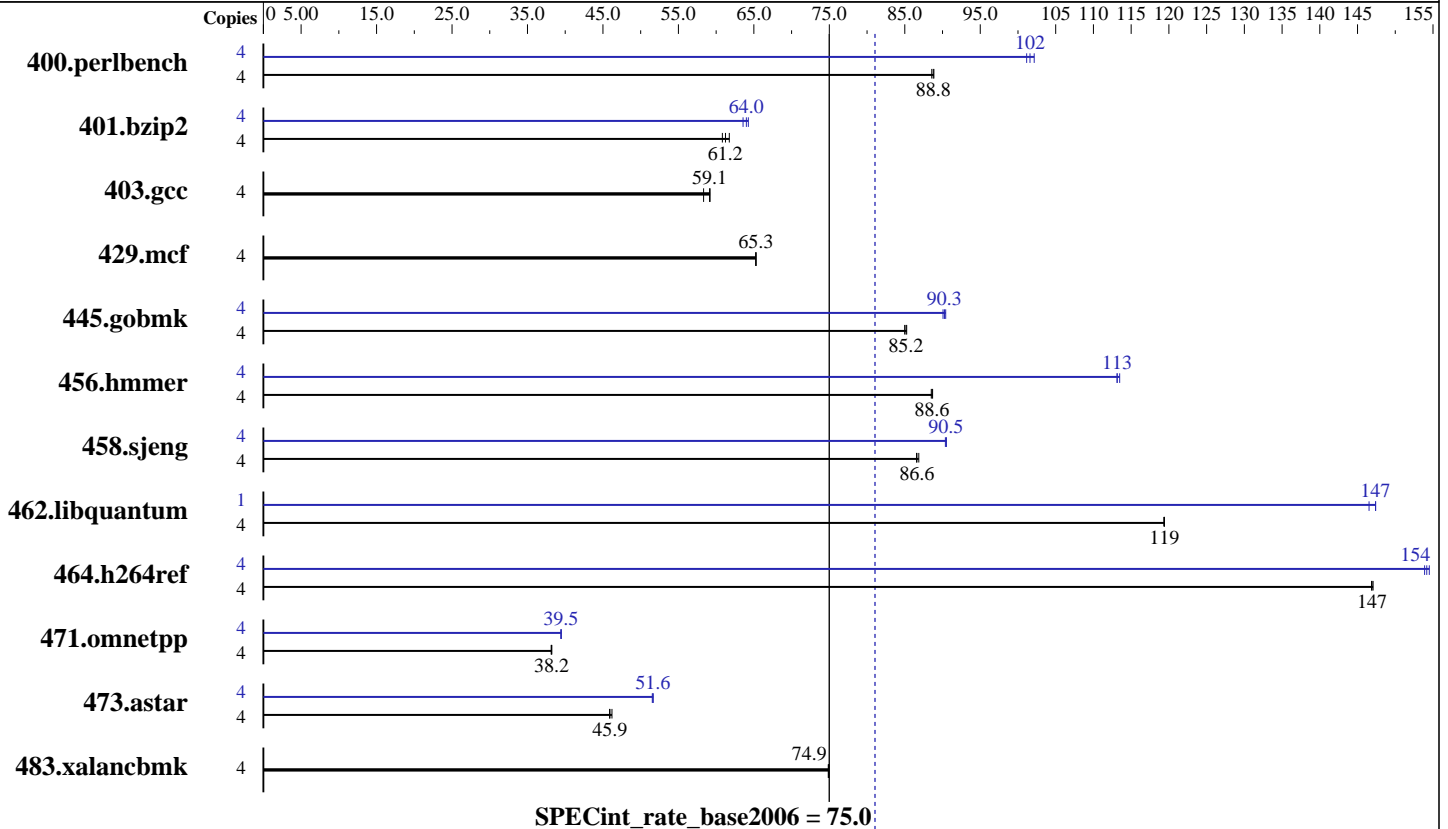 Copies 0 5.00 15.0 25.0 35.0 45.0 55.0 65.0 75.0 85.0 95.0 105 110 115 120 125 130 135 140 145 155
400.perlbench 4 102
4 88.8
401.bzip2 4 64.0
4 61.2
403.gcc 4 59.1
429.mcf 4 65.3
445.gobmk 4 90.3
4 85.2
456.hmmer 4 113
4 88.6
458.sjeng 4 90.5
4 86.6
462.libquantum 1 147
4 119
464.h264ref 4 154
4 147
471.omnetpp 4 39.5
4 38.2
473.astar 4 51.6
4 45.9
483.xalancbmk 4 74.9
SPECint_rate_base2006 = 75.0